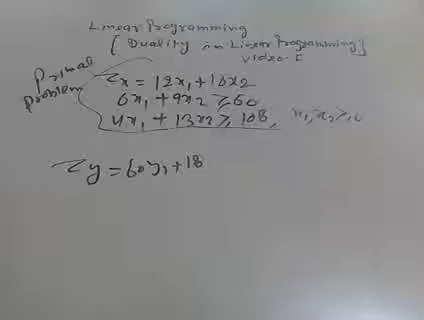 Linear Programming
[Duality in Linear Programming]
video-I
Primal problem
Zx = 12x1 + 18x2
6x1 + 9x2 ≥ 60
4x1 + 13x2 ≥ 108, x1, x2 ≥ 0
Zy = 60y1 + 18